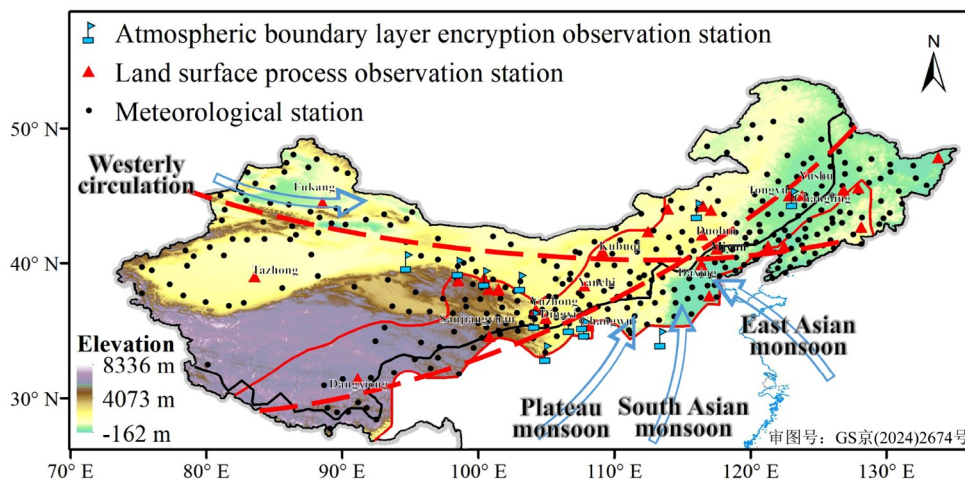 Atmospheric boundary layer encryption observation station
Land surface process observation station
Meteorological station
N
50° N
40° N
30° N
Westerly
circulation
Fukang
Tazhong
Tongyu
Yushu
Changling
Duolun
Miyun
Kubuqi
Daxing
Yanchi
Yuzhong
Dingxi
Sanjiangyuan
Changwu
Dangxiong
Elevation
8336 m
4073 m
-162 m
East Asian
monsoon
Plateau
monsoon
South Asian
monsoon
审图号：GS京(2024)2674号
70° E
80° E
90° E
100° E
110° E
120° E
130° E